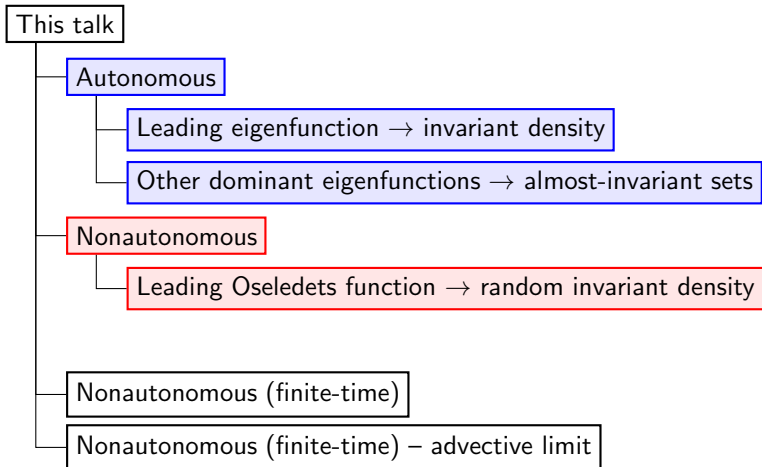 This talk
Autonomous
Leading eigenfunction → invariant density
Other dominant eigenfunctions → almost-invariant sets
Nonautonomous
Leading Oseledets function → random invariant density
Nonautonomous (finite-time)
Nonautonomous (finite-time) – advective limit